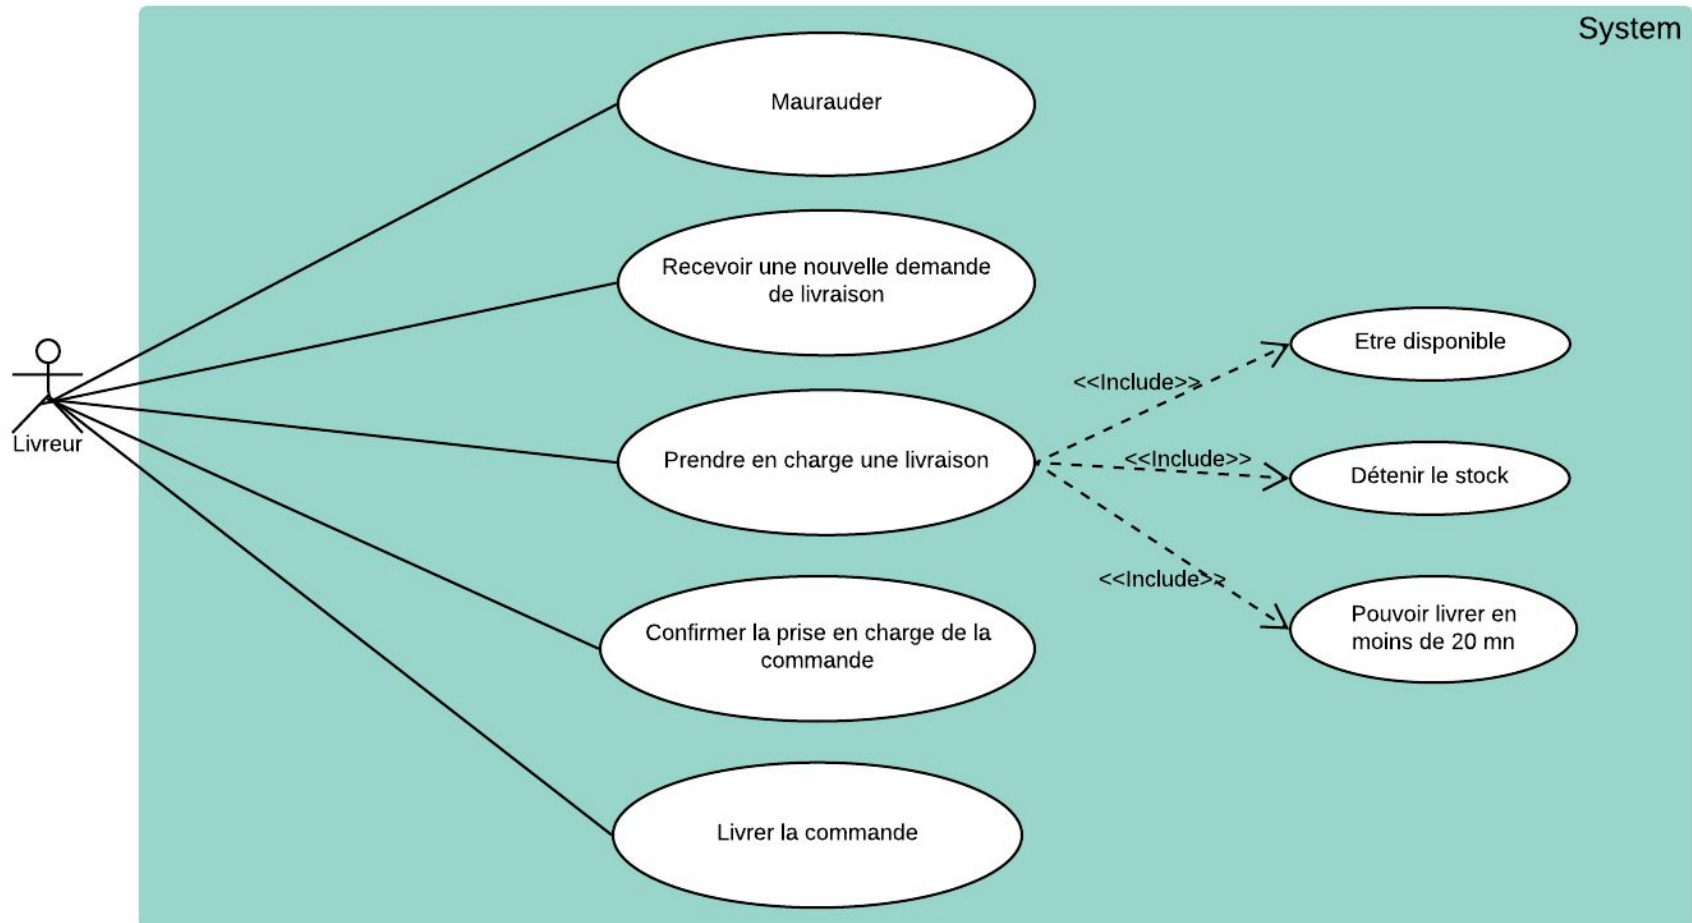 System
Maurauder
Recevoir une nouvelle demande
de livraison
Etre disponible
<<Include>>
Livreur
Prendre en charge une livraison
<<Include>>
Détenir le stock
<<Include>>
Pouvoir livrer en
moins de 20 mn
Confirmer la prise en charge de la
commande
Livrer la commande